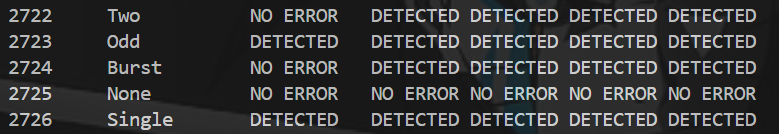 2722 Two NO ERROR DETECTED DETECTED DETECTED DETECTED
2723 Odd DETECTED DETECTED DETECTED DETECTED DETECTED
2724 Burst NO ERROR DETECTED DETECTED DETECTED DETECTED
2725 None NO ERROR NO ERROR NO ERROR NO ERROR NO ERROR
2726 Single DETECTED DETECTED DETECTED DETECTED DETECTED